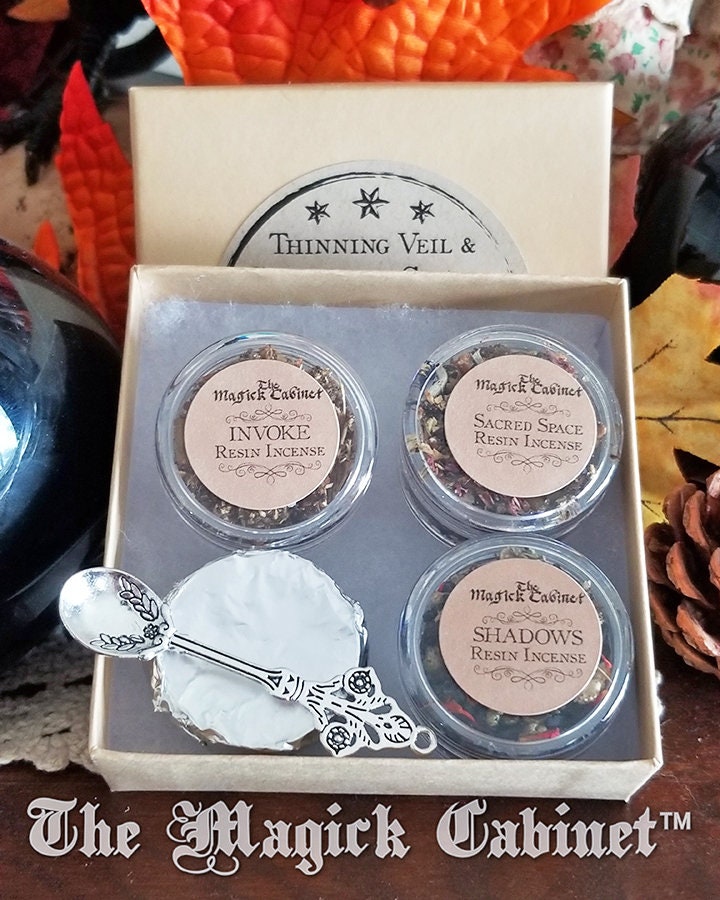 THINNING VEIL &
The
Magick Cabinet
INVOKE
RESIN INCENSE
The
Magick Cabinet
SACRED SPACE
RESIN INCENSE
The
Magick Cabinet
SHADOWS
RESIN INCENSE
The Magick Cabinet™